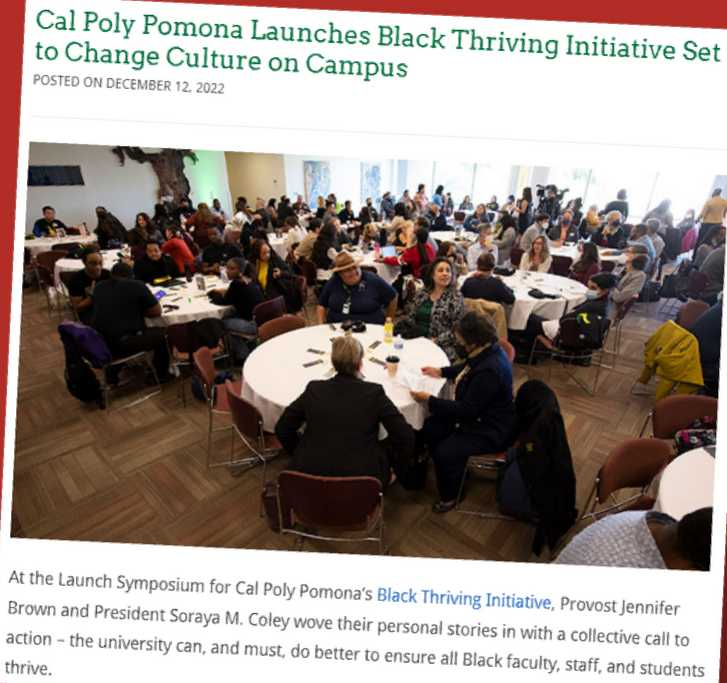 Cal Poly Pomona Launches Black Thriving Initiative Set
to Change Culture on Campus
POSTED ON DECEMBER 12, 2022
At the Launch Symposium for Cal Poly Pomona's Black Thriving Initiative, Provost Jennifer
Brown and President Soraya M. Coley wove their personal stories in with a collective call to
action – the university can, and must, do better to ensure all Black faculty, staff, and students
thrive.